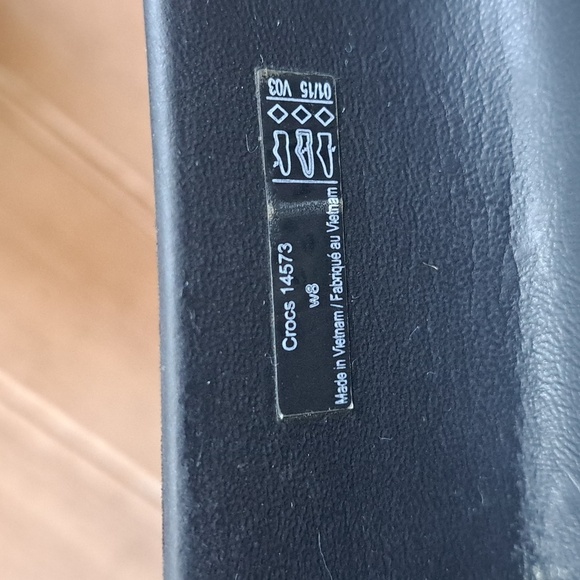 01/15 V03
Crocs 14573
w8
Made in Vietnam / Fabriqué au Vietnam